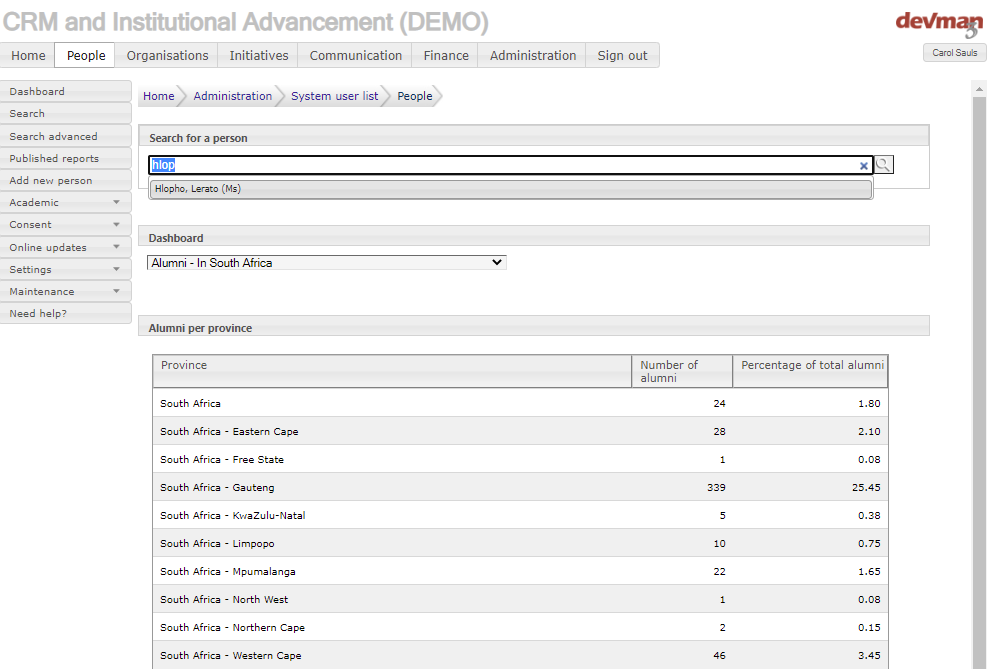 CRM and Institutional Advancement (DEMO)
devman
3
Home People Organisations Initiatives Communication Finance Administration Sign out
Carol Sauls
Dashboard
Search
Search advanced
Published reports
Add new person
Academic
Consent
Online updates
Settings
Maintenance
Need help?
Home Administration System user list People
Search for a person
hlop
Hlopho, Lerato (Ms)
Dashboard
Alumni - In South Africa
Alumni per province
Province Number of alumni Percentage of total alumni
South Africa 24 1.80
South Africa - Eastern Cape 28 2.10
South Africa - Free State 1 0.08
South Africa - Gauteng 339 25.45
South Africa - KwaZulu-Natal 5 0.38
South Africa - Limpopo 10 0.75
South Africa - Mpumalanga 22 1.65
South Africa - North West 1 0.08
South Africa - Northern Cape 2 0.15
South Africa - Western Cape 46 3.45